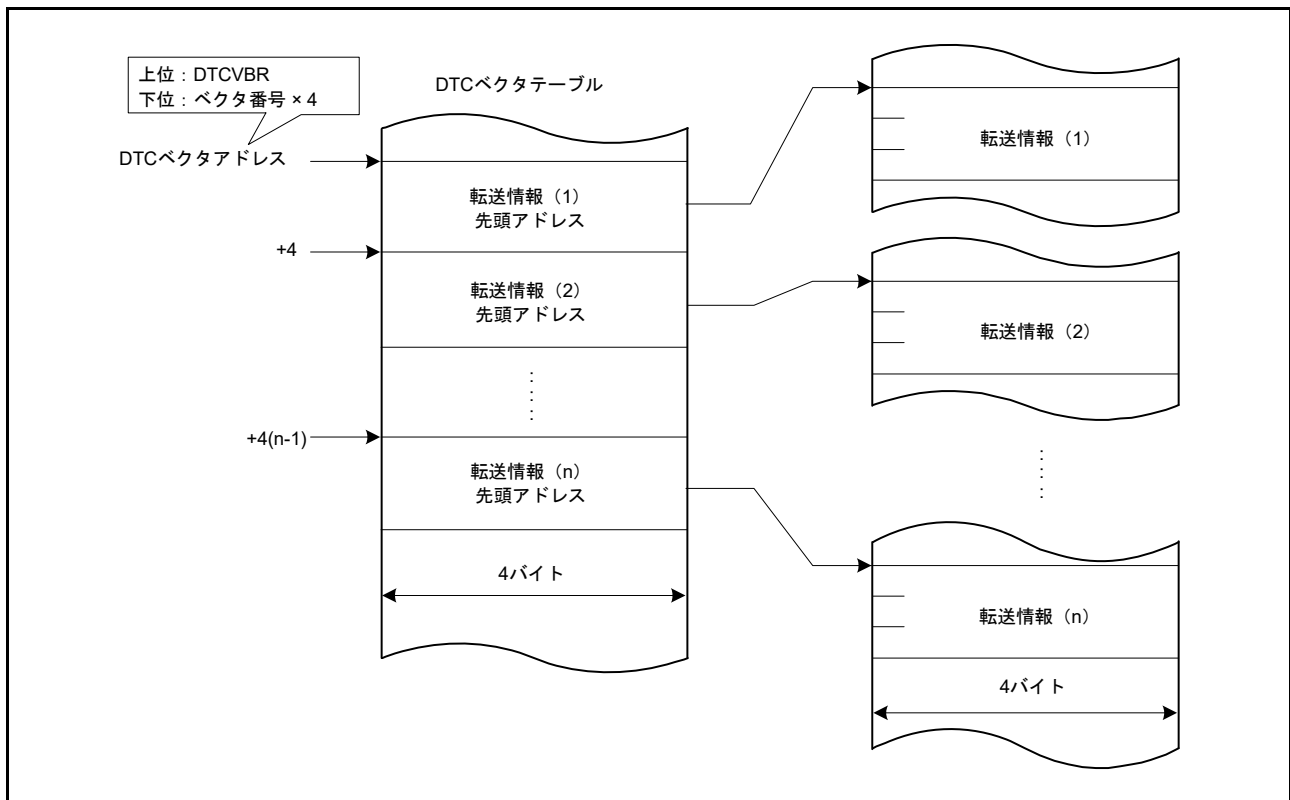 上位：DTCVBR
下位：ベクタ番号 × 4
DTCベクタアドレス
DTCベクタテーブル
転送情報（1）
先頭アドレス
+4
転送情報（2）
先頭アドレス
+4(n-1)
転送情報（n）
先頭アドレス
4バイト
転送情報（1）
転送情報（2）
転送情報（n）
4バイト